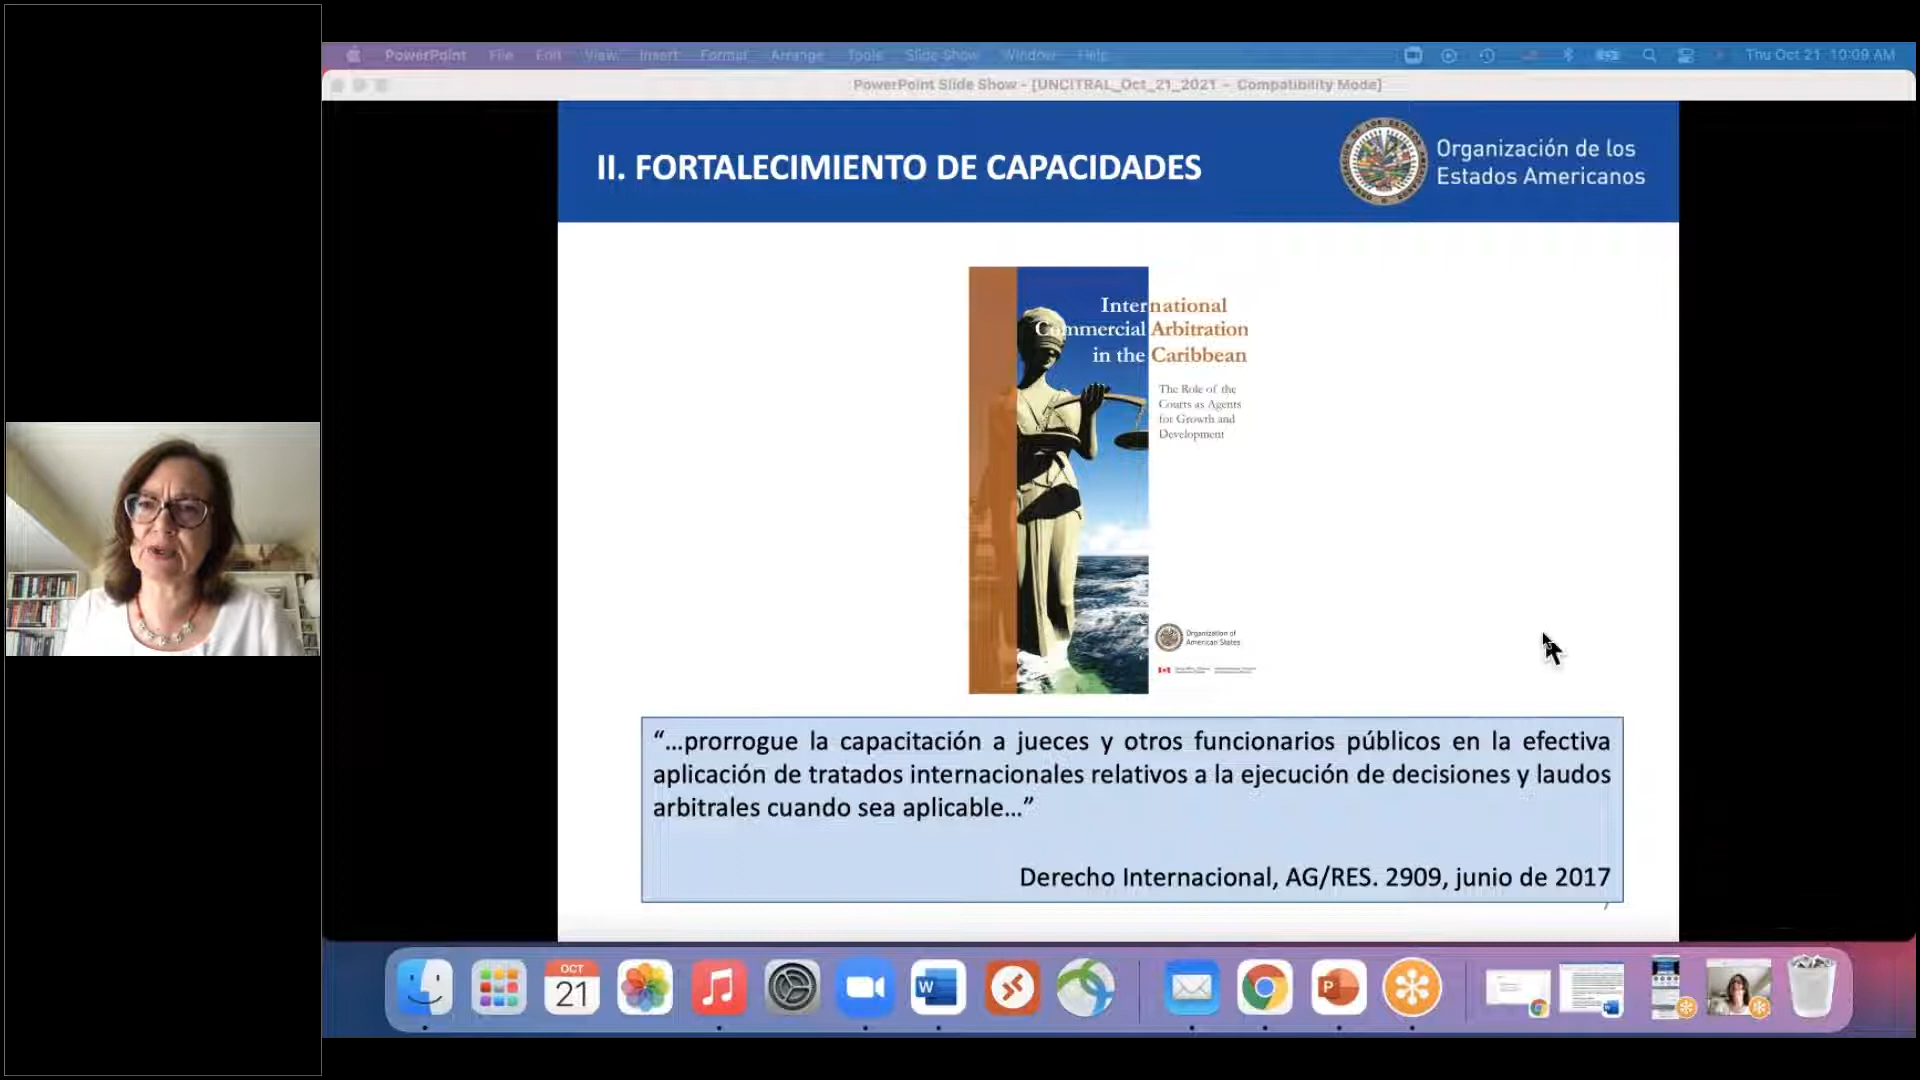 PowerPoint File Edit View Insert Format Arrange Tools Slide Show Window Help Thu Oct 21 10:09 AM
PowerPoint Slide Show - [UNCITRAL_Oct_21_2021 - Compatibility Mode]
II. FORTALECIMIENTO DE CAPACIDADES
Organización de los
Estados Americanos
International
Commercial Arbitration
in the Caribbean
The Role of the
Courts as Agents
for Growth and
Development
Organization of
American States
“...prorrogue la capacitación a jueces y otros funcionarios públicos en la efectiva
aplicación de tratados internacionales relativos a la ejecución de decisiones y laudos
arbitrales cuando sea aplicable...”
Derecho Internacional, AG/RES. 2909, junio de 2017
OCT
21
W
P